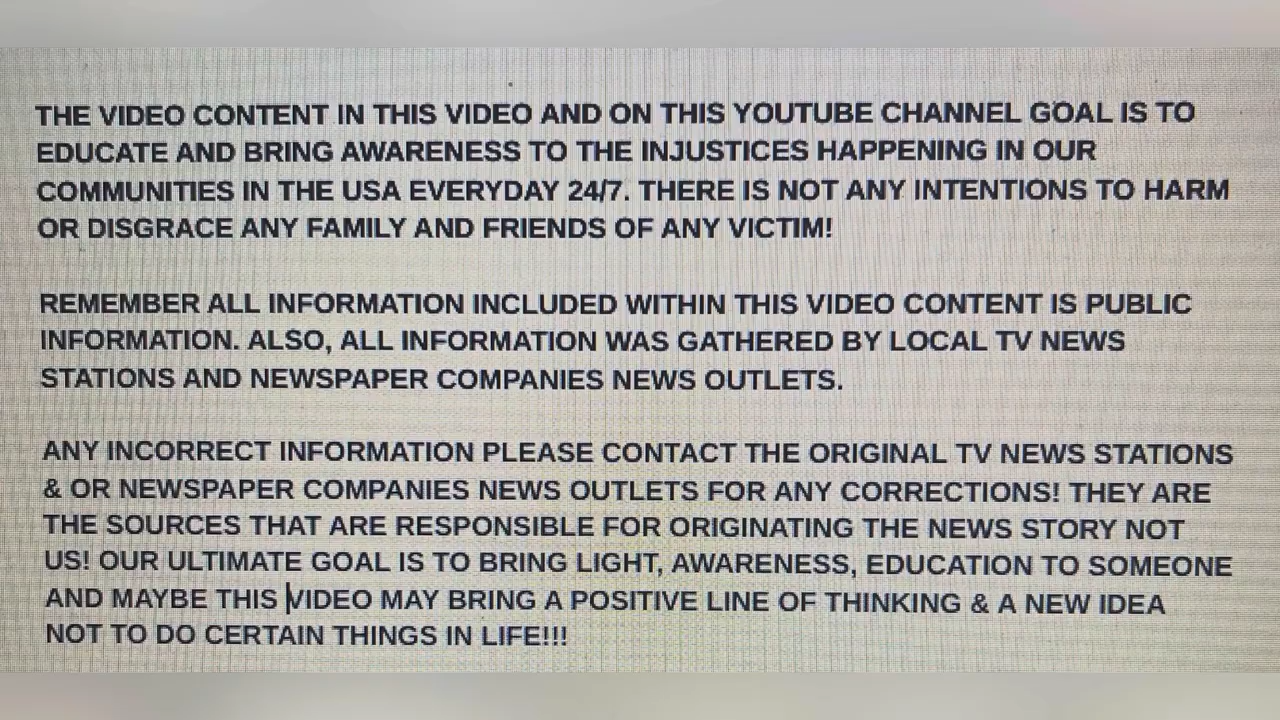 THE VIDEO CONTENT IN THIS VIDEO AND ON THIS YOUTUBE CHANNEL GOAL IS TO
EDUCATE AND BRING AWARENESS TO THE INJUSTICES HAPPENING IN OUR
COMMUNITIES IN THE USA EVERYDAY 24/7. THERE IS NOT ANY INTENTIONS TO HARM
OR DISGRACE ANY FAMILY AND FRIENDS OF ANY VICTIM!
REMEMBER ALL INFORMATION INCLUDED WITHIN THIS VIDEO CONTENT IS PUBLIC
INFORMATION. ALSO, ALL INFORMATION WAS GATHERED BY LOCAL TV NEWS
STATIONS AND NEWSPAPER COMPANIES NEWS OUTLETS.
ANY INCORRECT INFORMATION PLEASE CONTACT THE ORIGINAL TV NEWS STATIONS
& OR NEWSPAPER COMPANIES NEWS OUTLETS FOR ANY CORRECTIONS! THEY ARE
THE SOURCES THAT ARE RESPONSIBLE FOR ORIGINATING THE NEWS STORY NOT
US! OUR ULTIMATE GOAL IS TO BRING LIGHT, AWARENESS, EDUCATION TO SOMEONE
AND MAYBE THIS VIDEO MAY BRING A POSITIVE LINE OF THINKING & A NEW IDEA
NOT TO DO CERTAIN THINGS IN LIFE!!!